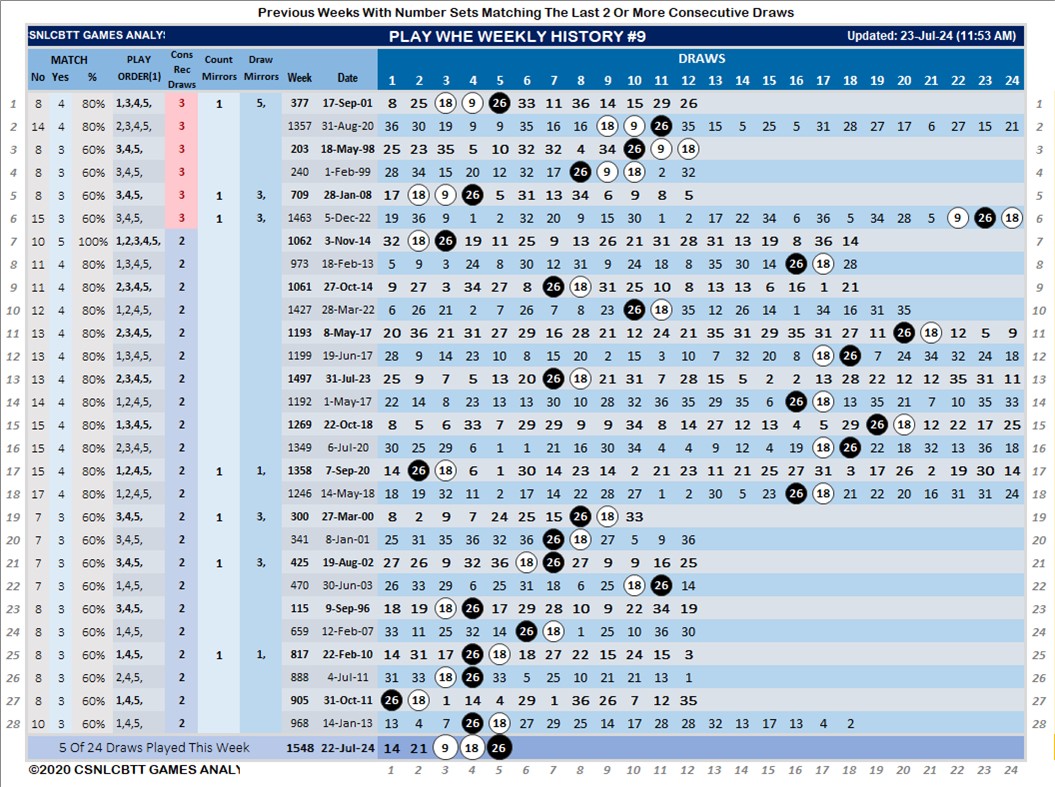 Previous Weeks With Number Sets Matching The Last 2 Or More Consecutive Draws
SNLCBTT GAMES ANALY PLAY WHE WEEKLY HISTORY #9 Updated: 23-Jul-24 (11:53 AM)
MATCH PLAY Cons Count Draw DRAWS
No Yes % ORDER(1) Rec Draws Mirrors Mirrors Week Date 1 2 3 4 5 6 7 8 9 10 11 12 13 14 15 16 17 18 19 20 21 22 23 24
1 8 4 80% 1,3,4,5, 3 1 5, 377 17-Sep-01 8 25 18 9 26 33 11 36 14 15 29 26 1
2 14 4 80% 2,3,4,5, 3 1357 31-Aug-20 36 30 19 9 9 35 16 16 18 9 26 35 15 5 25 5 31 28 27 17 6 27 15 21 2
3 8 3 60% 3,4,5, 3 203 18-May-98 25 23 35 5 10 32 32 4 34 26 9 18 3
4 8 3 60% 3,4,5, 3 240 1-Feb-99 28 34 15 20 12 32 17 26 9 18 2 32 4
5 8 3 60% 3,4,5, 3 1 3, 709 28-Jan-08 17 18 9 26 5 31 13 34 6 9 8 5 5
6 15 3 60% 3,4,5, 3 1 3, 1463 5-Dec-22 19 36 9 1 2 32 20 9 15 30 1 2 17 22 34 6 36 5 34 28 5 9 26 18 6
7 10 5 100% 1,2,3,4,5, 2 1062 3-Nov-14 32 18 26 19 11 25 9 13 26 21 31 28 31 13 19 8 36 14 7
8 11 4 80% 1,3,4,5, 2 973 18-Feb-13 5 9 3 24 8 30 12 31 9 24 18 8 35 30 14 26 18 28 8
9 11 4 80% 2,3,4,5, 2 1061 27-Oct-14 9 27 3 34 27 8 26 18 31 25 10 8 13 13 6 16 1 21 9
10 12 4 80% 1,2,4,5, 2 1427 28-Mar-22 6 26 21 2 7 26 7 8 23 26 18 35 12 26 14 1 34 16 31 35 10
11 12 4 80% 2,3,4,5, 2 1193 8-May-17 20 36 21 31 27 29 16 28 21 12 24 21 35 31 29 35 31 27 11 26 18 12 5 9 11
12 13 4 80% 1,3,4,5, 2 1199 19-Jun-17 28 9 14 23 10 8 15 20 2 15 3 10 7 32 20 8 18 26 7 24 34 32 24 18 12
13 13 4 80% 2,3,4,5, 2 1497 31-Jul-23 25 9 7 5 13 20 26 18 21 31 7 28 15 5 2 2 13 28 22 12 12 35 31 11 13
14 13 4 80% 1,2,4,5, 2 1192 1-May-17 22 14 8 23 13 13 30 10 28 32 36 35 29 35 6 26 18 13 35 21 7 10 35 33 14
15 15 4 80% 1,3,4,5, 2 1269 22-Oct-18 8 5 6 33 7 29 29 9 9 34 8 14 27 12 13 4 5 29 26 18 12 22 17 25 15
16 15 4 80% 2,3,4,5, 2 1349 6-Jul-20 30 25 29 6 1 1 21 16 30 34 4 4 9 12 4 19 18 26 21 18 32 13 36 18 16
17 15 4 80% 1,2,4,5, 2 1 1, 1358 7-Sep-20 14 26 18 6 1 30 14 23 14 2 21 23 11 21 25 27 31 3 17 26 2 19 30 14 17
18 17 4 80% 1,2,4,5, 2 1246 14-May-18 18 19 32 11 2 17 14 22 28 27 1 2 30 5 23 26 18 21 22 20 16 31 31 24 18
19 7 3 60% 3,4,5, 2 1 3, 300 27-Mar-00 8 2 9 7 24 25 15 26 18 33 19
20 7 3 60% 3,4,5, 2 341 8-Jan-01 25 31 35 36 32 36 26 18 27 5 9 36 20
21 7 3 60% 3,4,5, 2 1 3, 425 19-Aug-02 27 26 9 32 36 18 26 27 9 9 16 25 21
22 7 3 60% 1,4,5, 2 470 30-Jun-03 26 33 29 6 25 31 18 6 25 18 26 14 22
23 8 3 60% 3,4,5, 2 115 9-Sep-96 18 19 18 26 17 29 28 10 9 22 34 19 23
24 8 3 60% 1,4,5, 2 659 12-Feb-07 33 11 25 32 14 26 18 1 25 10 36 30 24
25 8 3 60% 1,4,5, 2 1 1, 817 22-Feb-10 14 31 17 26 18 18 27 22 15 24 15 3 25
26 8 3 60% 2,4,5, 2 888 4-Jul-11 31 33 18 26 33 5 25 10 21 21 13 1 26
27 8 3 60% 1,4,5, 2 905 31-Oct-11 26 18 1 14 4 29 1 36 26 7 12 35 27
28 10 3 60% 1,4,5, 2 968 14-Jan-13 13 4 7 26 18 27 29 25 14 17 28 28 32 13 17 13 4 2 28
5 Of 24 Draws Played This Week 1548 22-Jul-24 14 21 9 18 26
©2020 CSNLCBTT GAMES ANALY 1 2 3 4 5 6 7 8 9 10 11 12 13 14 15 16 17 18 19 20 21 22 23 24